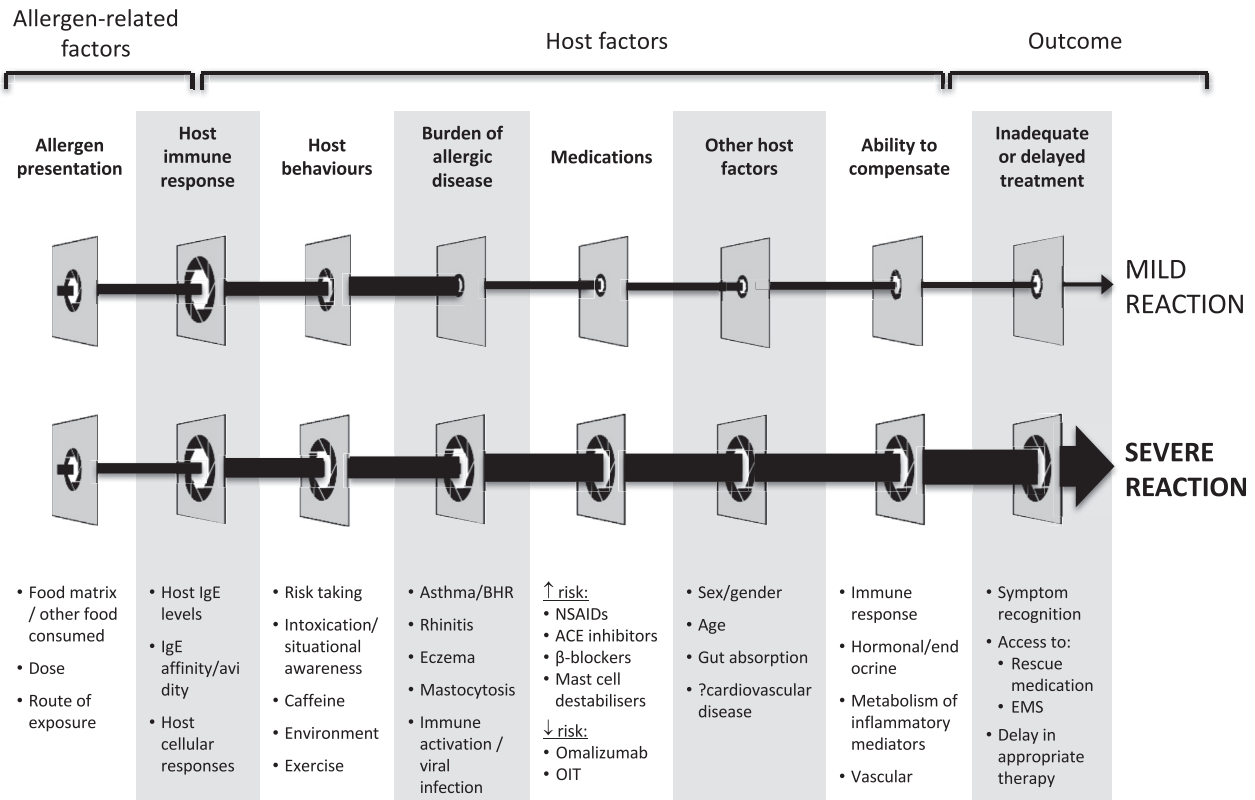 Allergen-related
factors
Host factors
Outcome
Allergen
presentation
Host
immune
response
Host
behaviours
Burden of
allergic
disease
Medications
Other host
factors
Ability to
compensate
Inadequate
or delayed
treatment
MILD
REACTION
SEVERE
REACTION
• Food matrix
/ other food
consumed
• Dose
• Route of
exposure
• Host IgE
levels
• IgE
affinity/avi
dity
• Host
cellular
responses
• Risk taking
• Intoxication/
situational
awareness
• Caffeine
• Environment
• Exercise
• Asthma/BHR
• Rhinitis
• Eczema
• Mastocytosis
• Immune
activation /
viral
infection
↑ risk:
• NSAIDs
• ACE inhibitors
• β-blockers
• Mast cell
destabilisers
↓ risk:
• Omalizumab
• OIT
• Sex/gender
• Age
• Gut absorption
• ?cardiovascular
disease
• Immune
response
• Hormonal/end
ocrine
• Metabolism of
inflammatory
mediators
• Vascular
• Symptom
recognition
• Access to:
• Rescue
medication
• EMS
• Delay in
appropriate
therapy